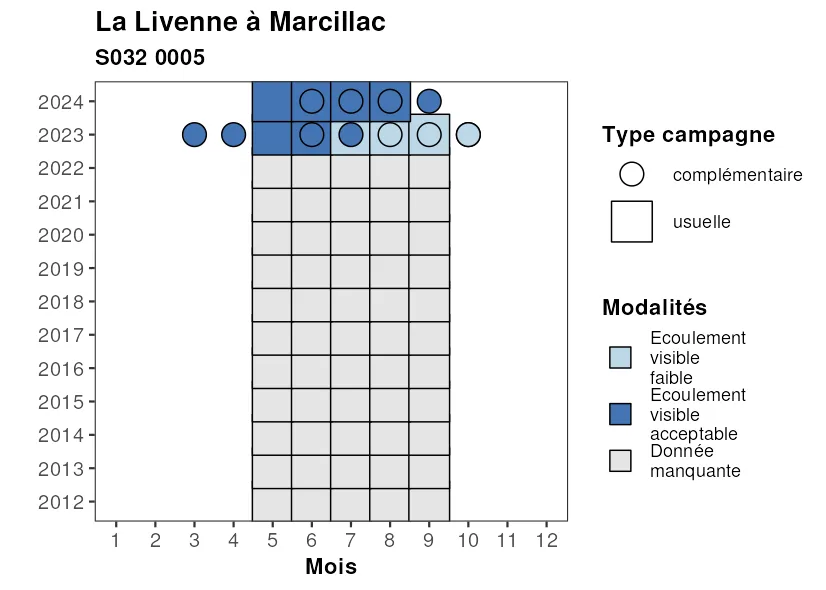 La Livenne à Marcillac
S032 0005
2024
2023
2022
2021
2020
2019
2018
2017
2016
2015
2014
2013
2012
1 2 3 4 5 6 7 8 9 10 11 12
Mois
Type campagne
complémentaire
usuelle
Modalités
Ecoulement
visible
faible
Ecoulement
visible
acceptable
Donnée
manquante